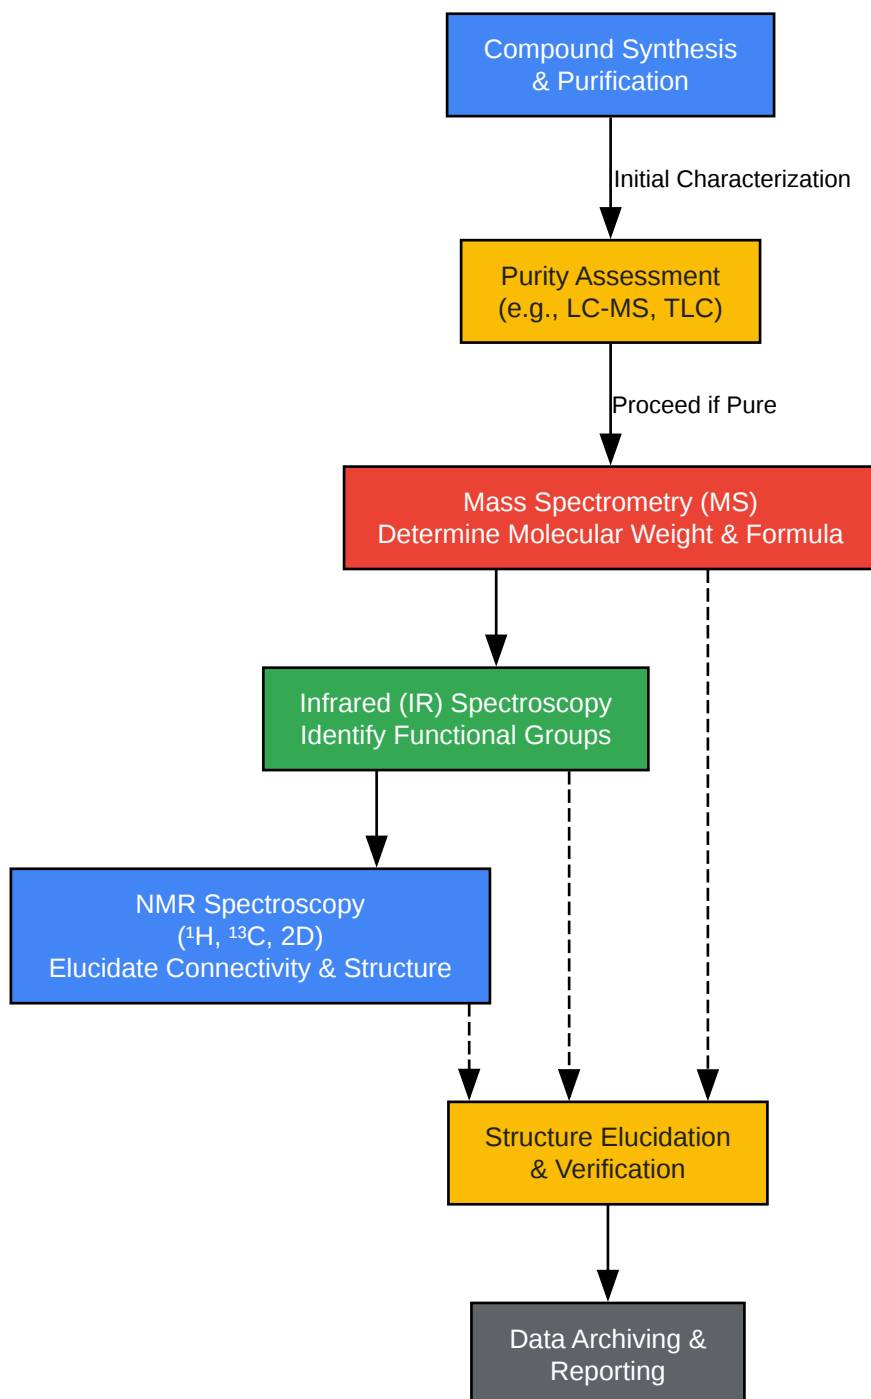 Compound Synthesis
& Purification
Initial Characterization
Purity Assessment
(e.g., LC-MS, TLC)
Proceed if Pure
Mass Spectrometry (MS)
Determine Molecular Weight & Formula
Infrared (IR) Spectroscopy
Identify Functional Groups
NMR Spectroscopy
(¹H, ¹³C, 2D)
Elucidate Connectivity & Structure
Structure Elucidation
& Verification
Data Archiving &
Reporting